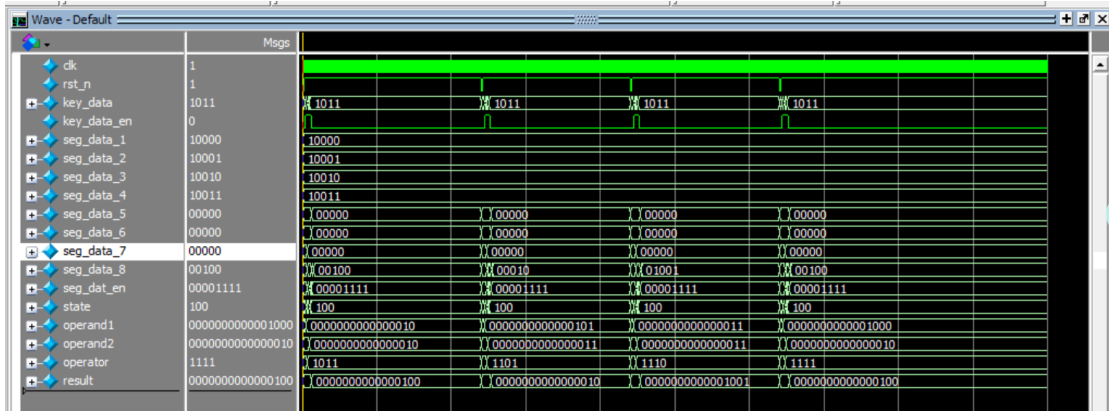 Wave - Default
Msgs
clk 1
rst_n 1
key_data 1011 1011 1011 1011 1011
key_data_en 0
seg_data_1 10000 10000
seg_data_2 10001 10001
seg_data_3 10010 10010
seg_data_4 10011 10011
seg_data_5 00000 00000 00000 00000 00000
seg_data_6 00000 00000 00000 00000 00000
seg_data_7 00000 00000 00000 00000 00000
seg_data_8 00100 00100 00010 01001 00100
seg_dat_en 00001111 00001111 00001111 00001111 00001111
state 100 100 100 100 100
operand1 0000000000001000 0000000000000010 0000000000000101 0000000000000011 0000000000001000
operand2 0000000000000010 0000000000000010 0000000000000011 0000000000000011 0000000000000010
operator 1111 1011 1101 1110 1111
result 0000000000000100 0000000000000100 0000000000000010 0000000000001001 0000000000000100